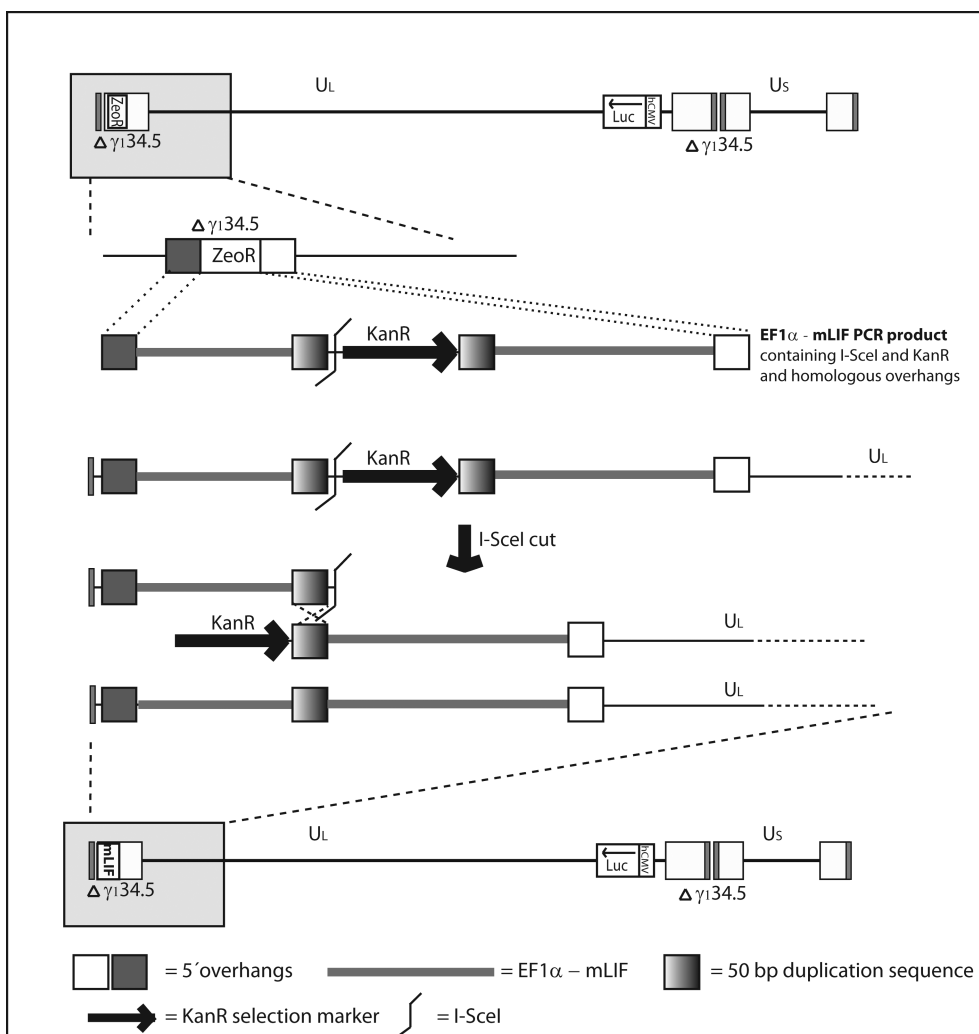 UL
US
ZeoR
Luc
hCMV
Δ γ134.5
Δ γ134.5
Δ γ134.5
ZeoR
KanR
EF1α - mLIF PCR product
containing I-SceI and KanR
and homologous overhangs
KanR
UL
I-SceI cut
KanR
UL
UL
UL
US
mLIF
Luc
hCMV
Δ γ134.5
Δ γ134.5
= 5´overhangs
= EF1α – mLIF
= 50 bp duplication sequence
= KanR selection marker
= I-SceI